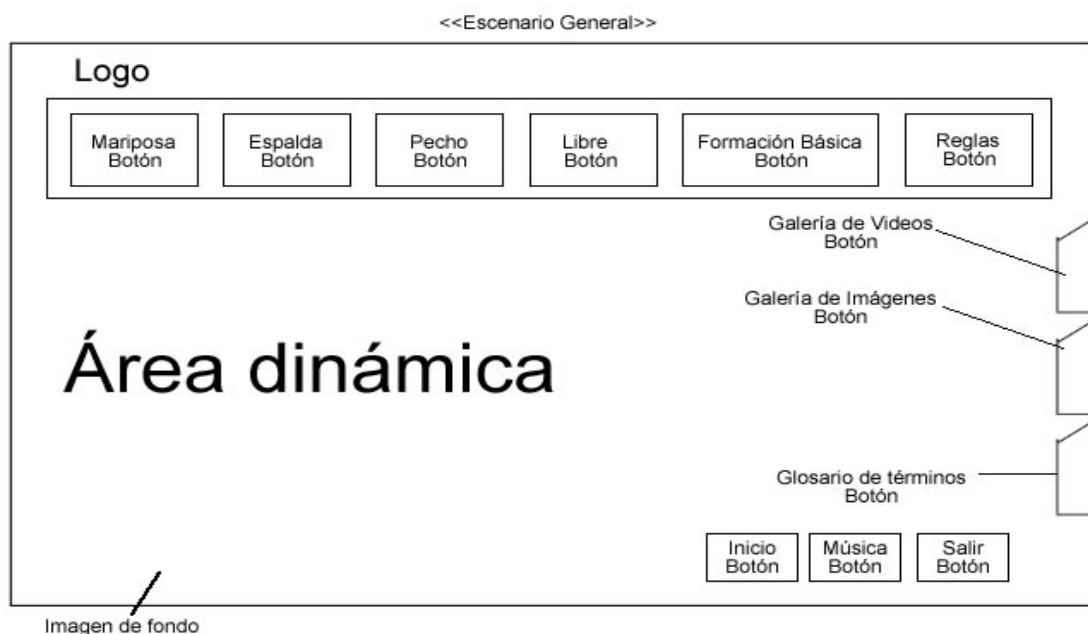 <<Escenario General>>
Logo
Mariposa
Botón
Espalda
Botón
Pecho
Botón
Libre
Botón
Formación Básica
Botón
Reglas
Botón
Galería de Videos
Botón
Galería de Imágenes
Botón
Área dinámica
Glosario de términos
Botón
Inicio
Botón
Música
Botón
Salir
Botón
Imagen de fondo